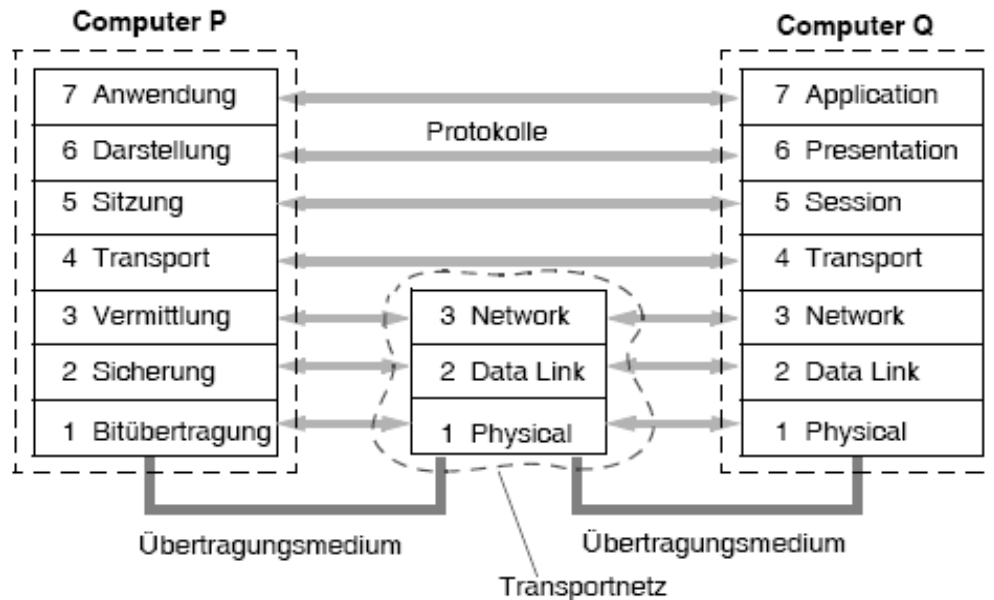 Computer P
Computer Q
7 Anwendung
7 Application
Protokolle
6 Darstellung
6 Presentation
5 Sitzung
5 Session
4 Transport
4 Transport
3 Vermittlung
3 Network
3 Network
2 Sicherung
2 Data Link
2 Data Link
1 Bitübertragung
1 Physical
1 Physical
Übertragungsmedium
Übertragungsmedium
Transportnetz